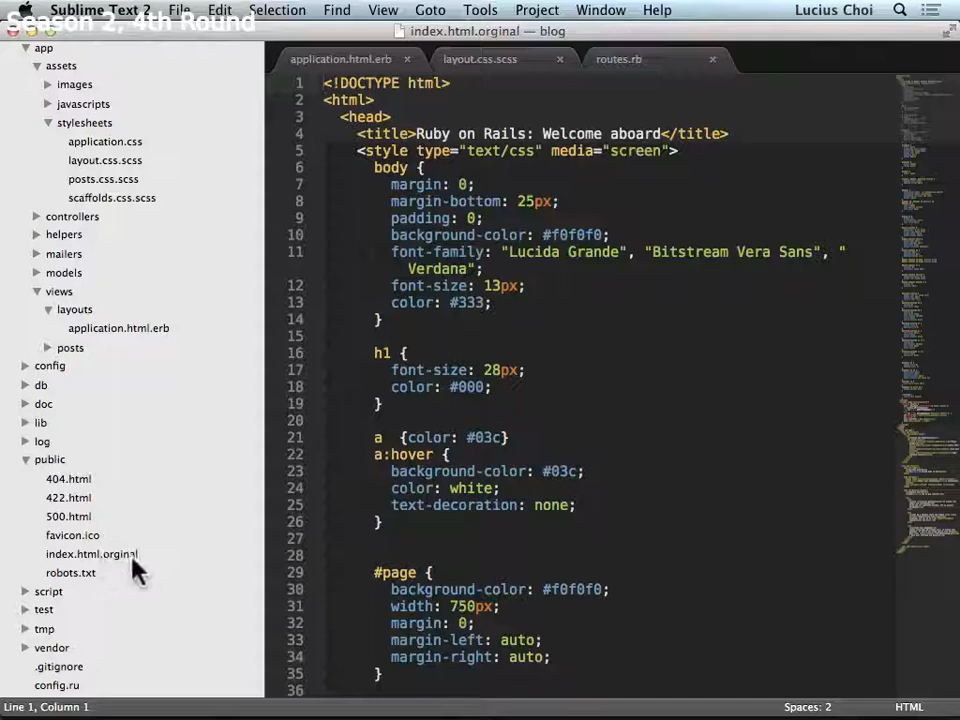 Sublime Text 2 File Edit Selection Find View Goto Tools Project Window Help Lucius Choi
Season 2, 4th Round
index.html.orginal — blog
app
assets
images
javascripts
stylesheets
application.css
layout.css.scss
posts.css.scss
scaffolds.css.scss
controllers
helpers
mailers
models
views
layouts
application.html.erb
posts
config
db
doc
lib
log
public
404.html
422.html
500.html
favicon.ico
index.html.orginal
robots.txt
script
test
tmp
vendor
.gitignore
config.ru
application.html.erb × layout.css.scss × routes.rb ×
1 <!DOCTYPE html>
2 <html>
3 <head>
4 <title>Ruby on Rails: Welcome aboard</title>
5 <style type="text/css" media="screen">
6 body {
7 margin: 0;
8 margin-bottom: 25px;
9 padding: 0;
10 background-color: #f0f0f0;
11 font-family: "Lucida Grande", "Bitstream Vera Sans", "
Verdana";
12 font-size: 13px;
13 color: #333;
14 }
15
16 h1 {
17 font-size: 28px;
18 color: #000;
19 }
20
21 a {color: #03c}
22 a:hover {
23 background-color: #03c;
24 color: white;
25 text-decoration: none;
26 }
27
28
29 #page {
30 background-color: #f0f0f0;
31 width: 750px;
32 margin: 0;
33 margin-left: auto;
34 margin-right: auto;
35 }
36
Line 1, Column 1 Spaces: 2 HTML